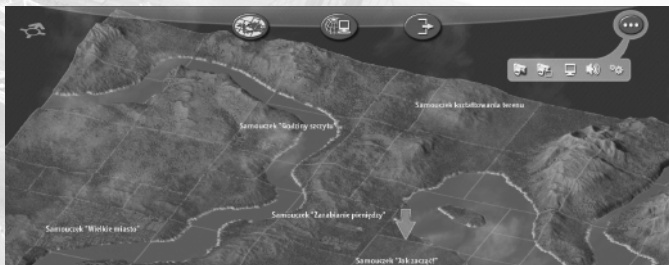 Samouczek kształtowania terenu
Samouczek "Godziny szczytu"
Samouczek "Zarabianie pieniędzy"
Samouczek "Wielkie miasto"
Samouczek "Jak zacząć?"